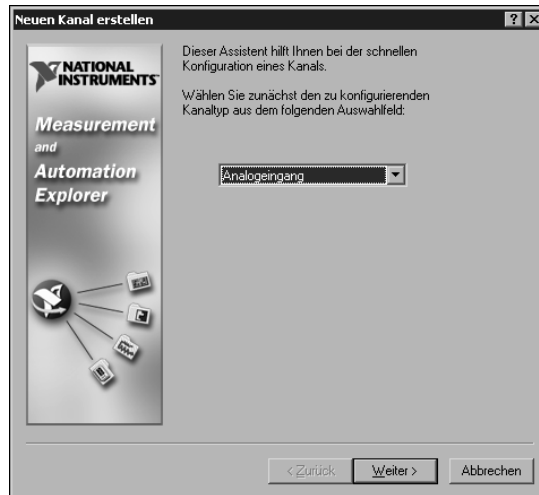 Neuen Kanal erstellen
NATIONAL
INSTRUMENTS™
Measurement
and
Automation
Explorer
Dieser Assistent hilft Ihnen bei der schnellen
Konfiguration eines Kanals.
Wählen Sie zunächst den zu konfigurierenden
Kanaltyp aus dem folgenden Auswahlfeld:
Analogeingang
< Zurück
Weiter >
Abbrechen